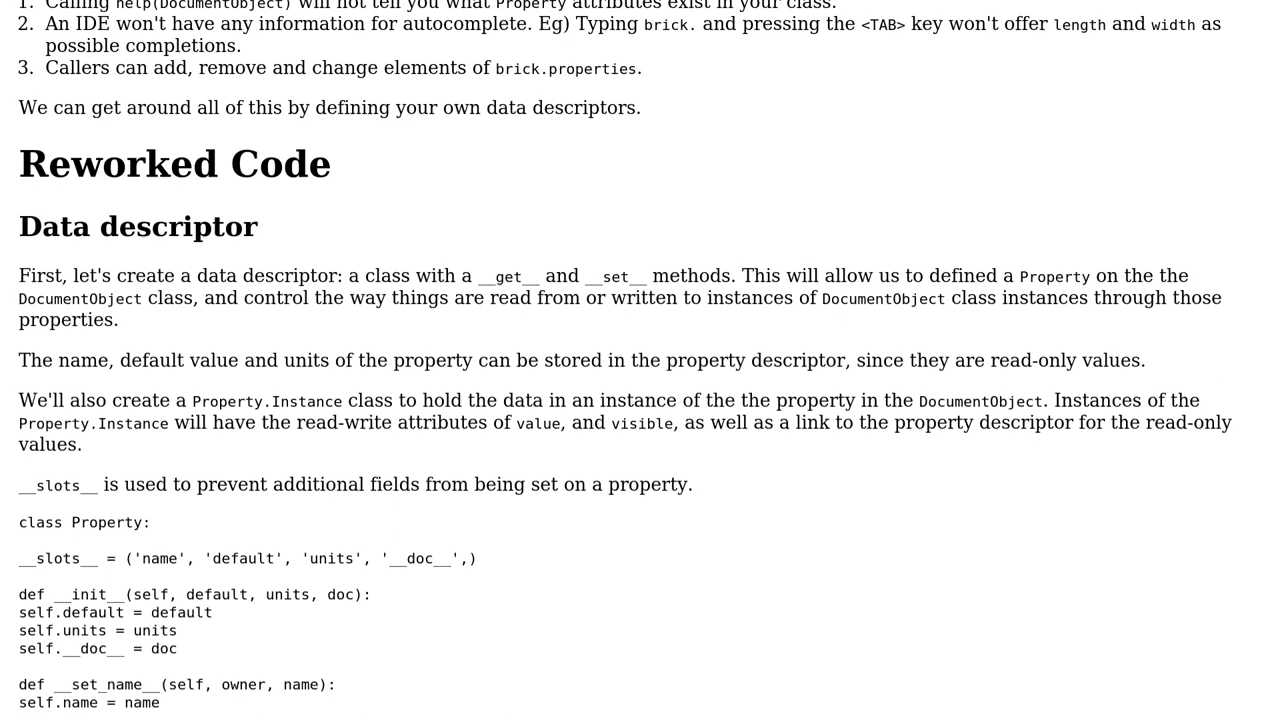 1. Calling help(DocumentObject) will not tell you what Property attributes exist in your class.
2. An IDE won't have any information for autocomplete. Eg) Typing brick. and pressing the <TAB> key won't offer length and width as
possible completions.
3. Callers can add, remove and change elements of brick.properties.
We can get around all of this by defining your own data descriptors.
Reworked Code
Data descriptor
First, let's create a data descriptor: a class with a __get__ and __set__ methods. This will allow us to defined a Property on the the
DocumentObject class, and control the way things are read from or written to instances of DocumentObject class instances through those
properties.
The name, default value and units of the property can be stored in the property descriptor, since they are read-only values.
We'll also create a Property.Instance class to hold the data in an instance of the the property in the DocumentObject. Instances of the
Property.Instance will have the read-write attributes of value, and visible, as well as a link to the property descriptor for the read-only
values.
__slots__ is used to prevent additional fields from being set on a property.
class Property:
__slots__ = ('name', 'default', 'units', '__doc__',)
def __init__(self, default, units, doc):
self.default = default
self.units = units
self.__doc__ = doc
def __set_name__(self, owner, name):
self.name = name